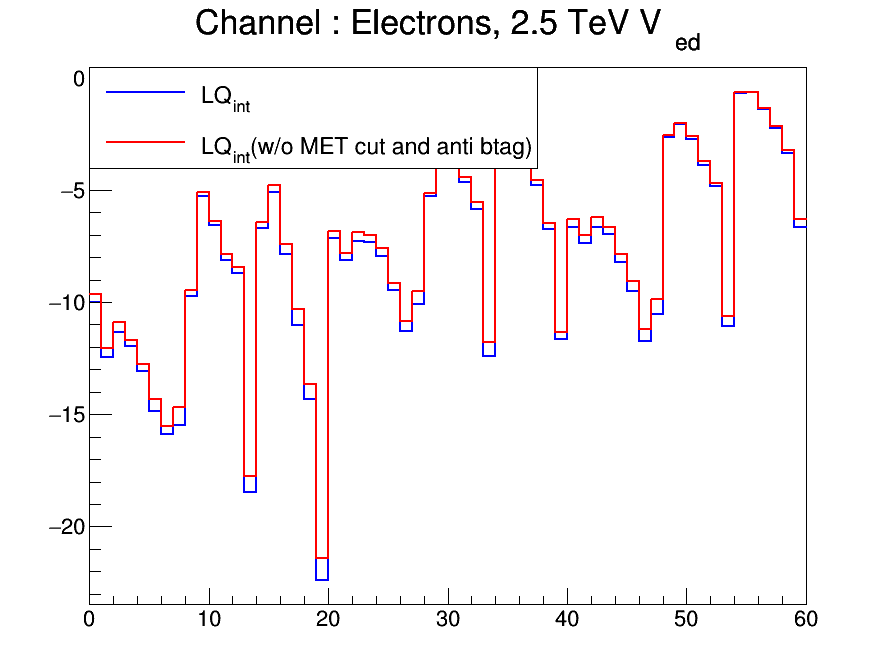 Channel : Electrons, 2.5 TeV V ed
0
LQint
LQint(w/o MET cut and anti btag)
−5
−10
−15
−20
0 10 20 30 40 50 60